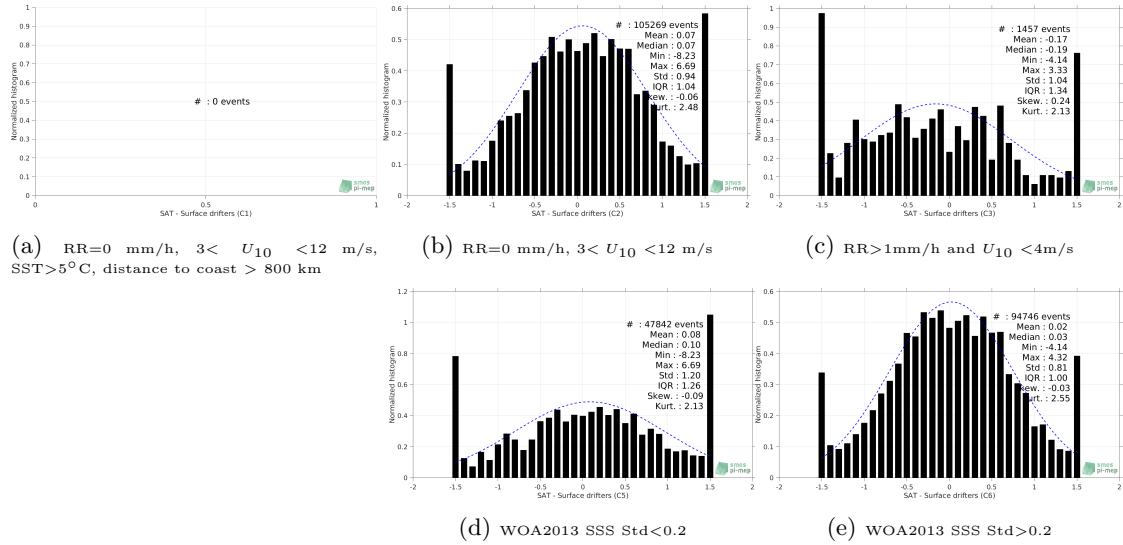 1
0.9
0.8
0.7
0.6
0.5
0.4
0.3
0.2
0.1
0
Normalized histogram
# : 0 events
smos
pi-mep
0 0.5 1
SAT - Surface drifters (C1)
(a) RR=0 mm/h, 3< U10 <12 m/s,
SST>5°C, distance to coast > 800 km
0.6
0.5
0.4
0.3
0.2
0.1
0
Normalized histogram
# : 105269 events
Mean : 0.07
Median : 0.07
Min : -8.23
Max : 6.69
Std : 0.94
IQR : 1.04
Skew. : -0.06
Kurt. : 2.48
smos
pi-mep
-2 -1.5 -1 -0.5 0 0.5 1 1.5 2
SAT - Surface drifters (C2)
(b) RR=0 mm/h, 3< U10 <12 m/s
1
0.9
0.8
0.7
0.6
0.5
0.4
0.3
0.2
0.1
0
Normalized histogram
# : 1457 events
Mean : -0.17
Median : -0.19
Min : -4.14
Max : 3.33
Std : 1.04
IQR : 1.34
Skew. : 0.24
Kurt. : 2.13
smos
pi-mep
-2 -1.5 -1 -0.5 0 0.5 1 1.5 2
SAT - Surface drifters (C3)
(c) RR>1mm/h and U10 <4m/s
1.2
1
0.8
0.6
0.4
0.2
0
Normalized histogram
# : 47842 events
Mean : 0.08
Median : 0.10
Min : -8.23
Max : 6.69
Std : 1.20
IQR : 1.26
Skew. : -0.09
Kurt. : 2.13
smos
pi-mep
-2 -1.5 -1 -0.5 0 0.5 1 1.5 2
SAT - Surface drifters (C5)
(d) WOA2013 SSS Std<0.2
0.6
0.5
0.4
0.3
0.2
0.1
0
Normalized histogram
# : 94746 events
Mean : 0.02
Median : 0.03
Min : -4.14
Max : 4.32
Std : 0.81
IQR : 1.00
Skew. : -0.03
Kurt. : 2.55
smos
pi-mep
-2 -1.5 -1 -0.5 0 0.5 1 1.5 2
SAT - Surface drifters (C6)
(e) WOA2013 SSS Std>0.2